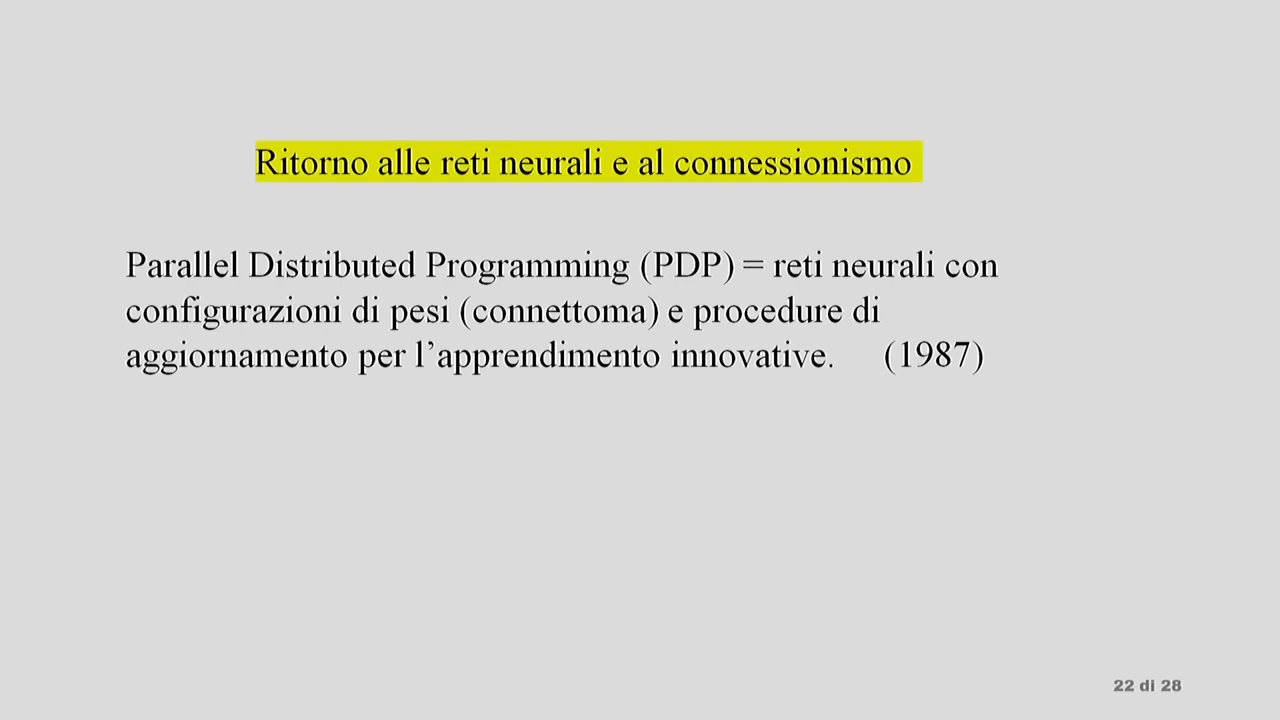 Ritorno alle reti neurali e al connessionismo
Parallel Distributed Programming (PDP) = reti neurali con
configurazioni di pesi (connettoma) e procedure di
aggiornamento per l’apprendimento innovative. (1987)
22 di 28